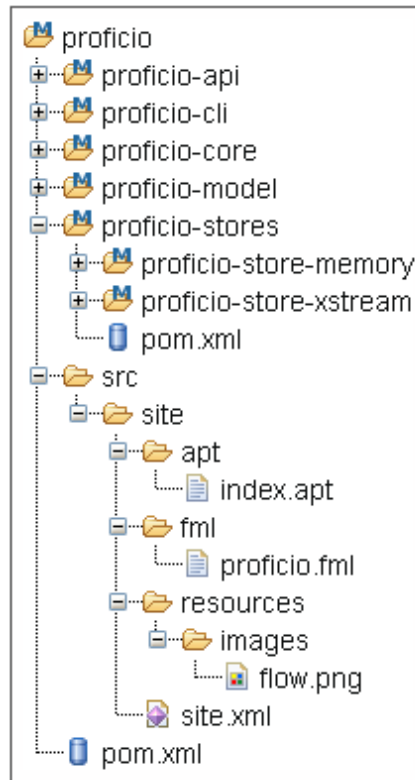 proficio
proficio-api
proficio-cli
proficio-core
proficio-model
proficio-stores
proficio-store-memory
proficio-store-xstream
pom.xml
src
site
apt
index.apt
fml
proficio.fml
resources
images
flow.png
site.xml
pom.xml